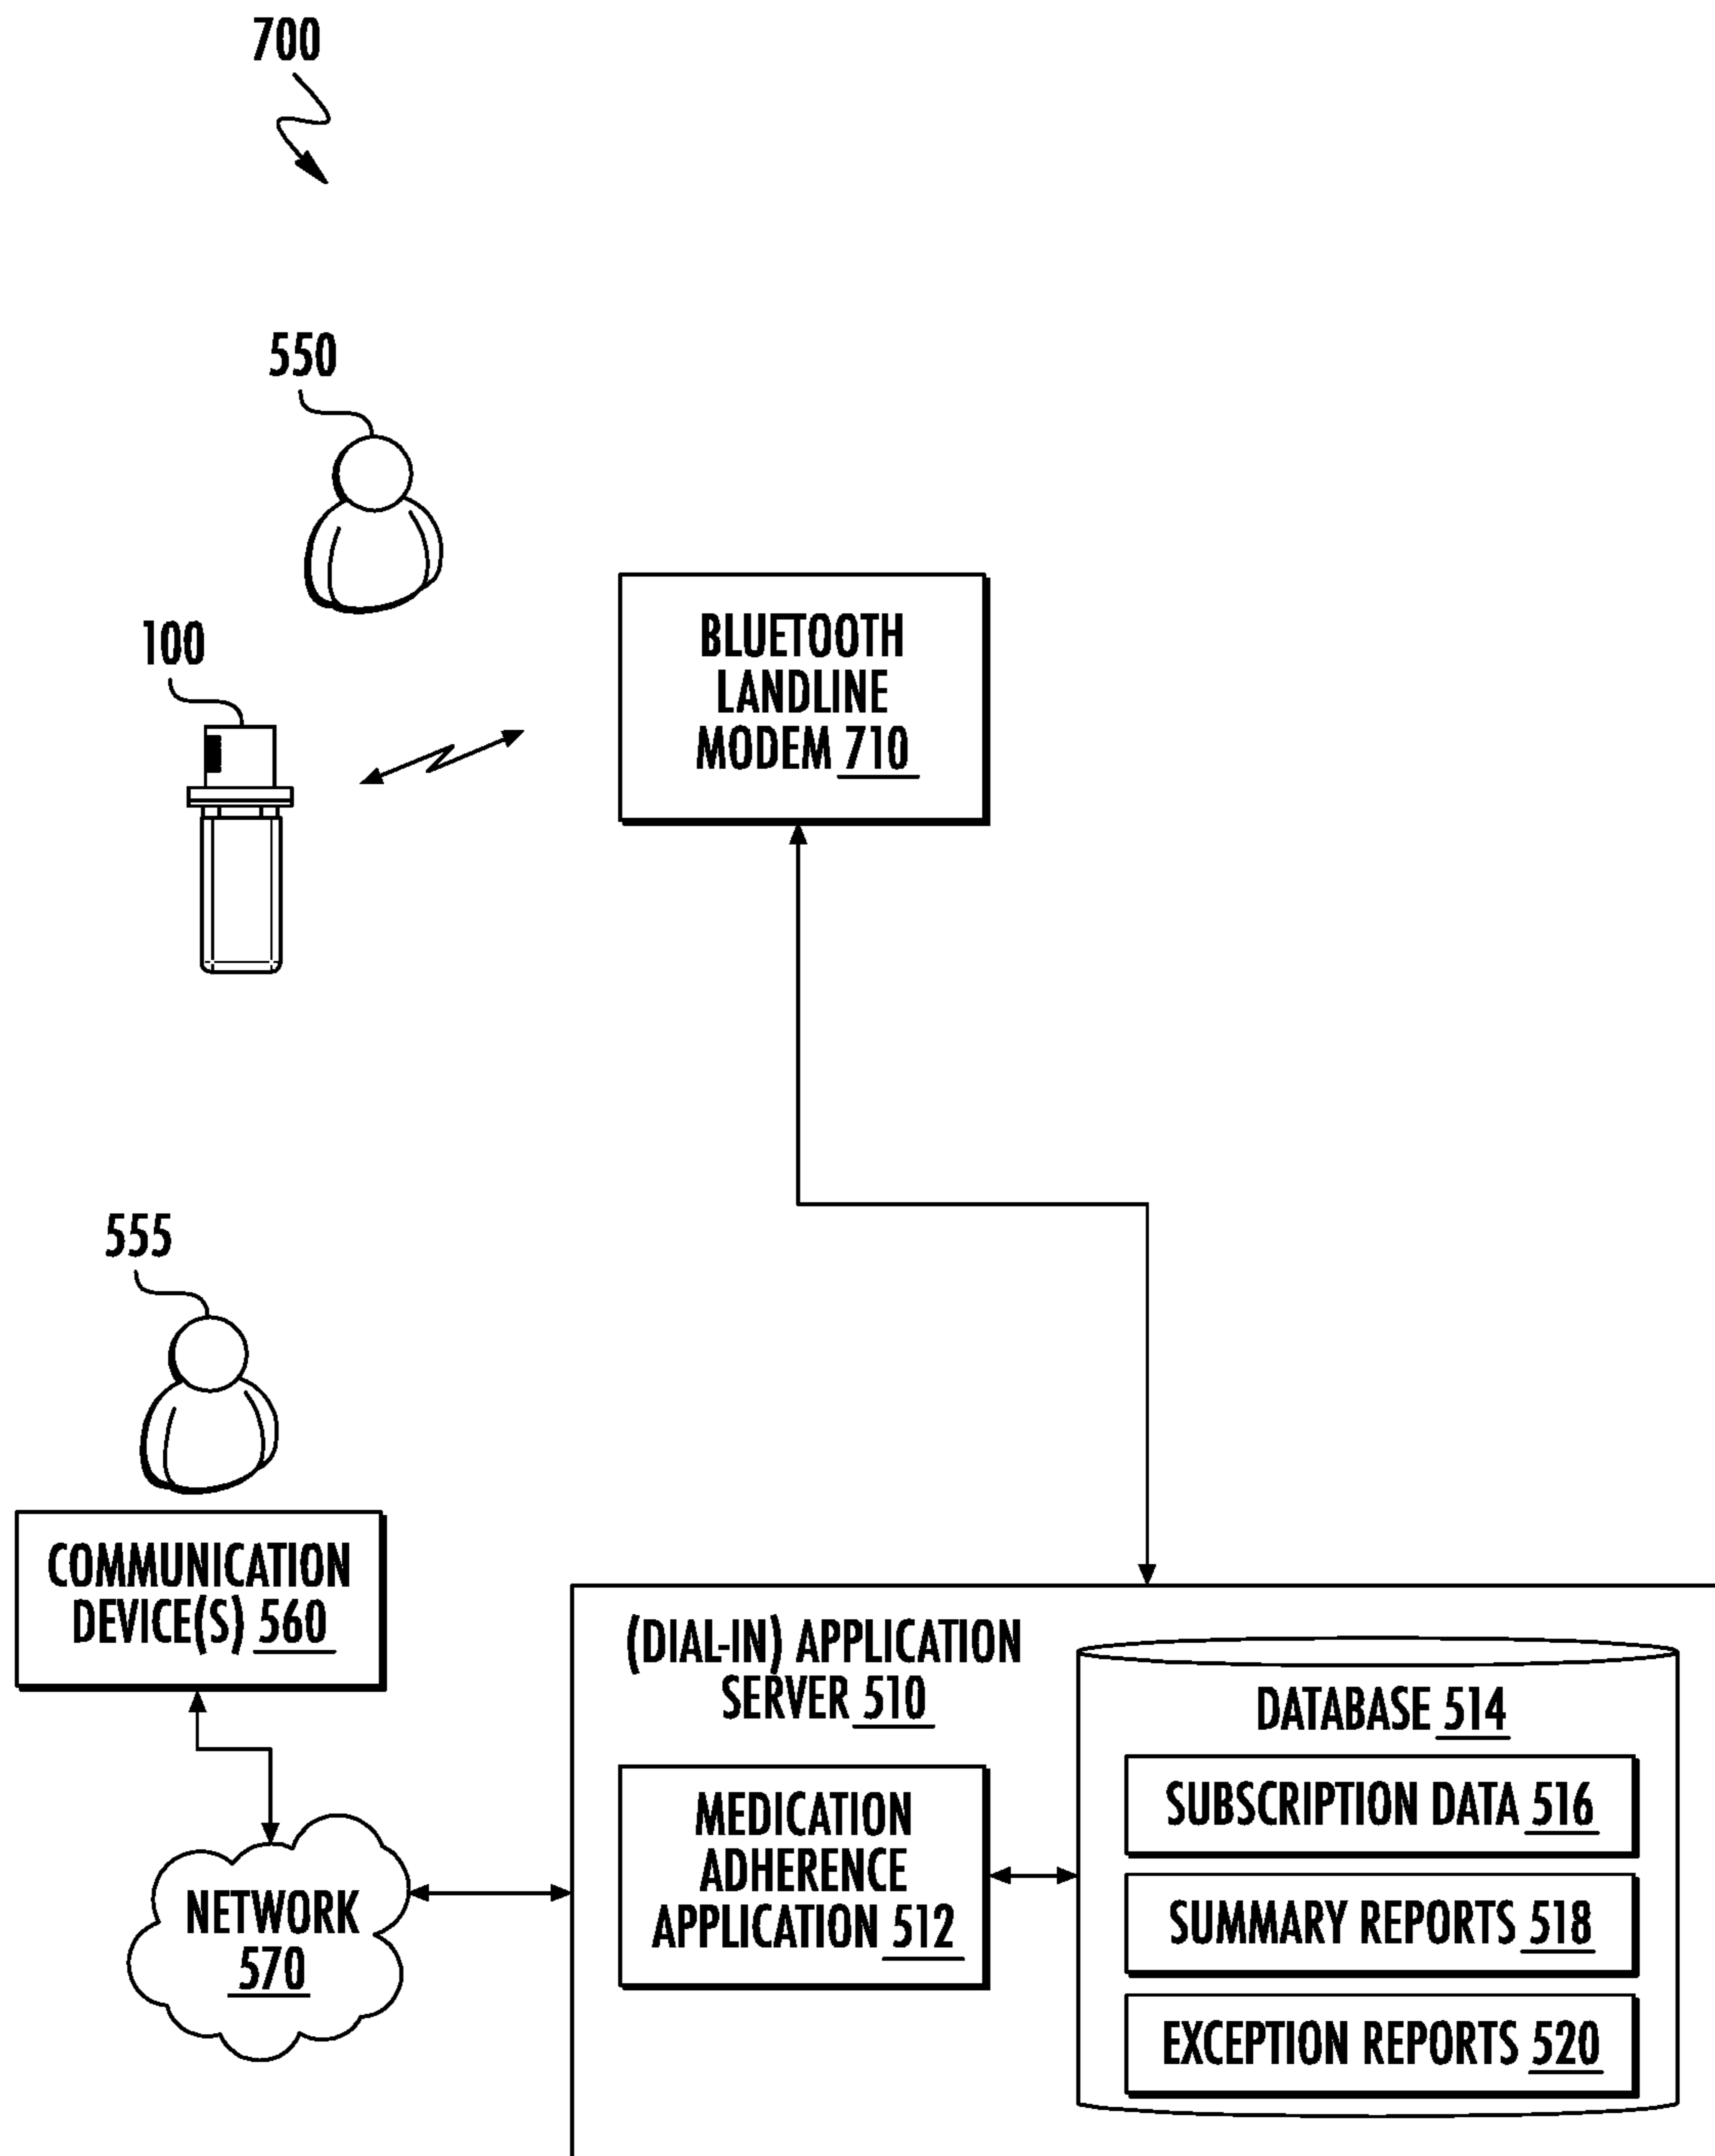 700
550
100
BLUETOOTH
LANDLINE
MODEM 710
555
COMMUNICATION
DEVICE(S) 560
NETWORK
570
(DIAL-IN) APPLICATION
SERVER 510
MEDICATION
ADHERENCE
APPLICATION 512
DATABASE 514
SUBSCRIPTION DATA 516
SUMMARY REPORTS 518
EXCEPTION REPORTS 520